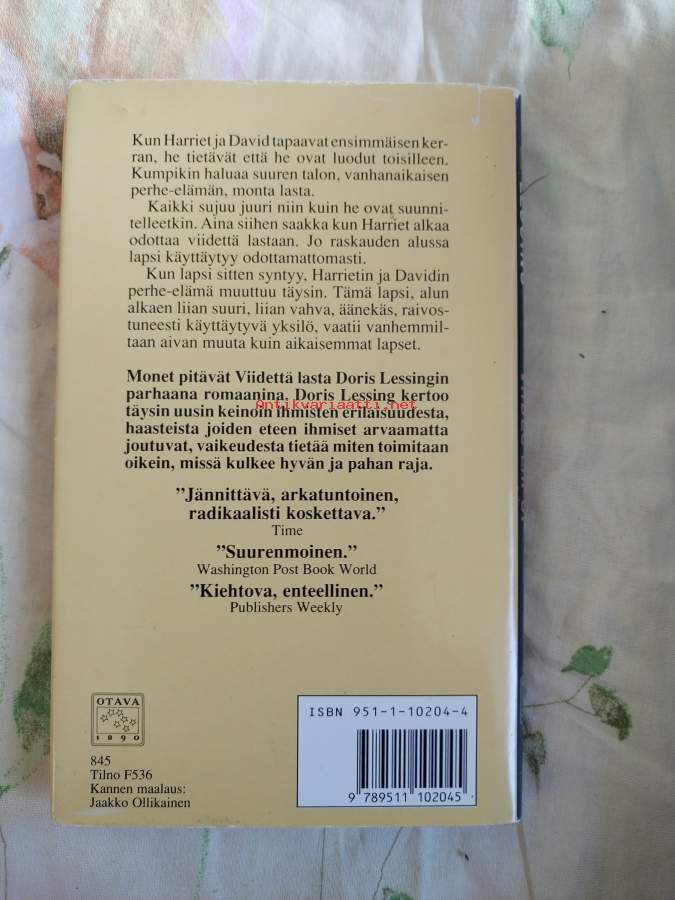 Kun Harriet ja David tapaavat ensimmäisen ker-
ran, he tietävät että he ovat luodut toisilleen.
Kumpikin haluaa suuren talon, vanhanaikaisen
perhe-elämän, monta lasta.
Kaikki sujuu juuri niin kuin he ovat suunni-
telleetkin. Aina siihen saakka kun Harriet alkaa
odottaa viidettä lastaan. Jo raskauden alussa
lapsi käyttäytyy odottamattomasti.
Kun lapsi sitten syntyy, Harrietin ja Davidin
perhe-elämä muuttuu täysin. Tämä lapsi, alun
alkaen liian suuri, liian vahva, äänekäs, raivos-
tuneesti käyttäytyvä yksilö, vaatii vanhemmil-
taan aivan muuta kuin aikaisemmat lapset.
Monet pitävät Viidettä lasta Doris Lessingin
parhaana romaanina. Doris Lessing kertoo
Antikvariaatti.net
täysin uusin keinoin ihmisten erilaisuudesta,
haasteista joiden eteen ihmiset arvaamatta
joutuvat, vaikeudesta tietää miten toimitaan
oikein, missä kulkee hyvän ja pahan raja.
”Jännittävä, arkatuntoinen,
radikaalisti koskettava.”
Time
”Suurenmoinen.”
Washington Post Book World
”Kiehtova, enteellinen.”
Publishers Weekly
OTAVA
1890
845
Tilno F536
Kannen maalaus:
Jaakko Ollikainen
ISBN 951-1-10204-4
9 789511 102045